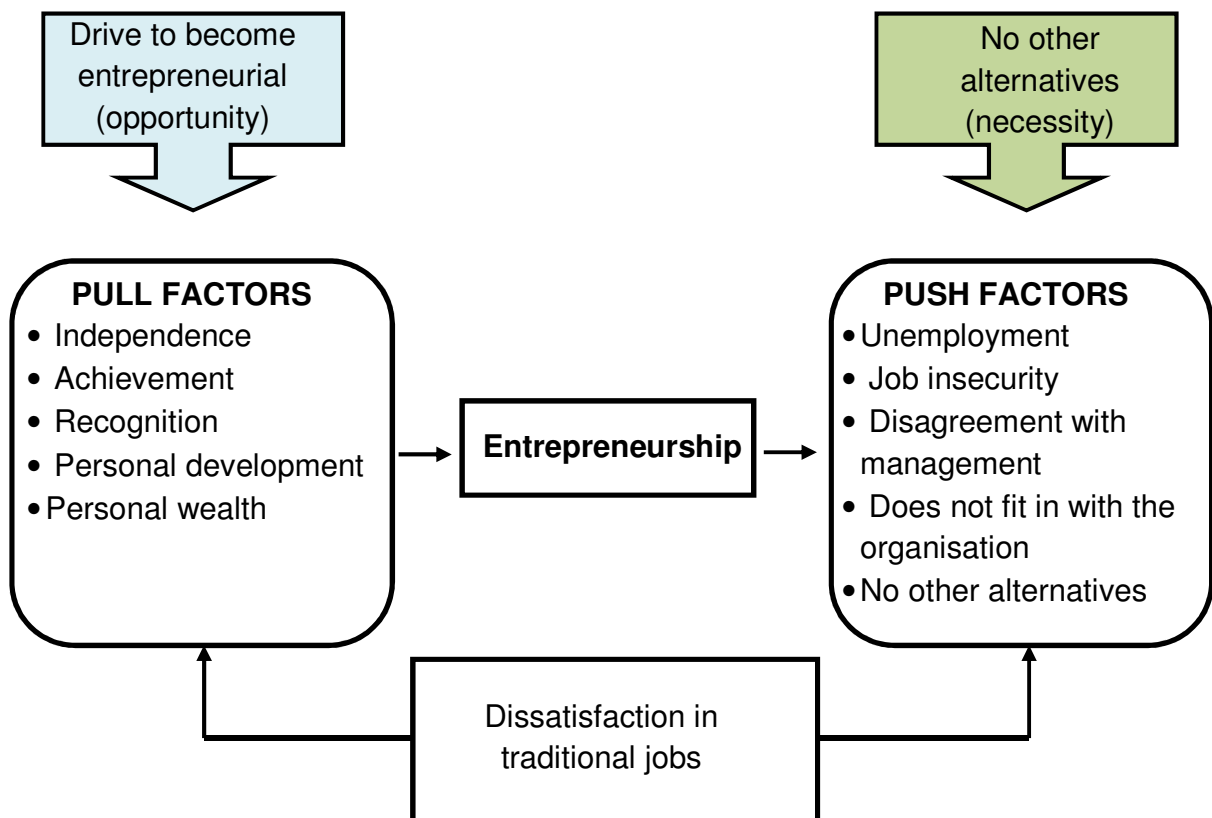 Drive to become
entrepreneurial
(opportunity)
No other
alternatives
(necessity)
PULL FACTORS
• Independence
• Achievement
• Recognition
• Personal development
• Personal wealth
Entrepreneurship
PUSH FACTORS
• Unemployment
• Job insecurity
• Disagreement with
management
• Does not fit in with the
organisation
• No other alternatives
Dissatisfaction in
traditional jobs